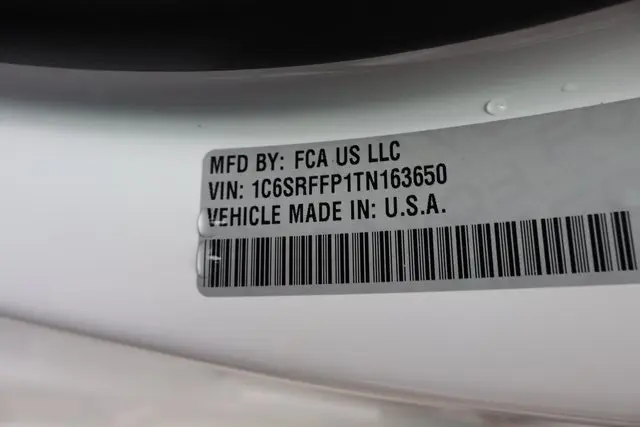 MFD BY: FCA US LLC
VIN: 1C6SRFFP1TN163650
VEHICLE MADE IN: U.S.A.